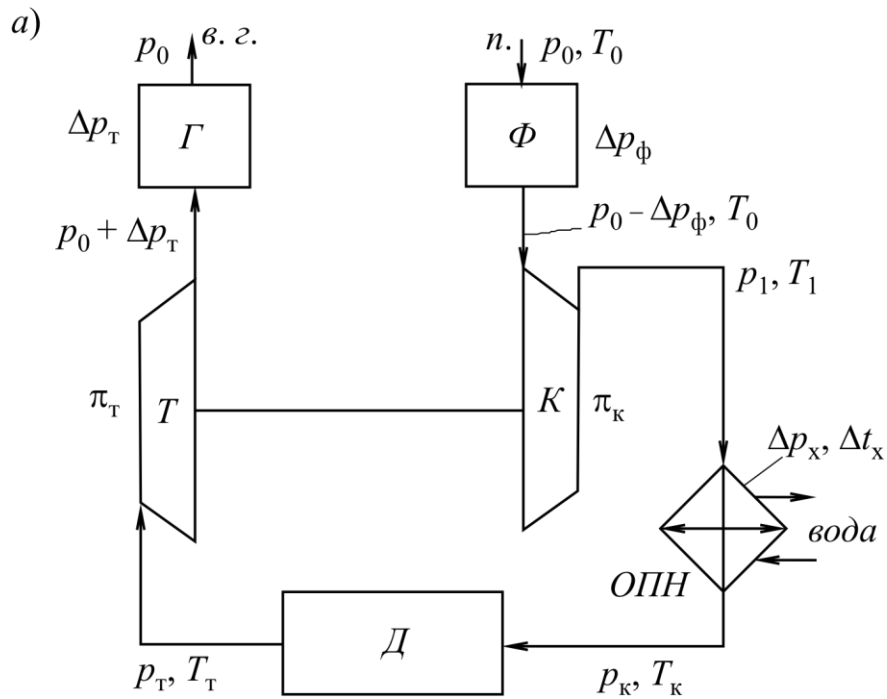 а)
p₀
в. г.
п.
p₀, T₀
Δpт
Г
Ф
Δpф
p₀ + Δpт
p₀ − Δpф, T₀
p₁, T₁
πт
Т
К
πк
Δpх, Δtх
вода
ОПН
Д
pт, Tт
pк, Tк